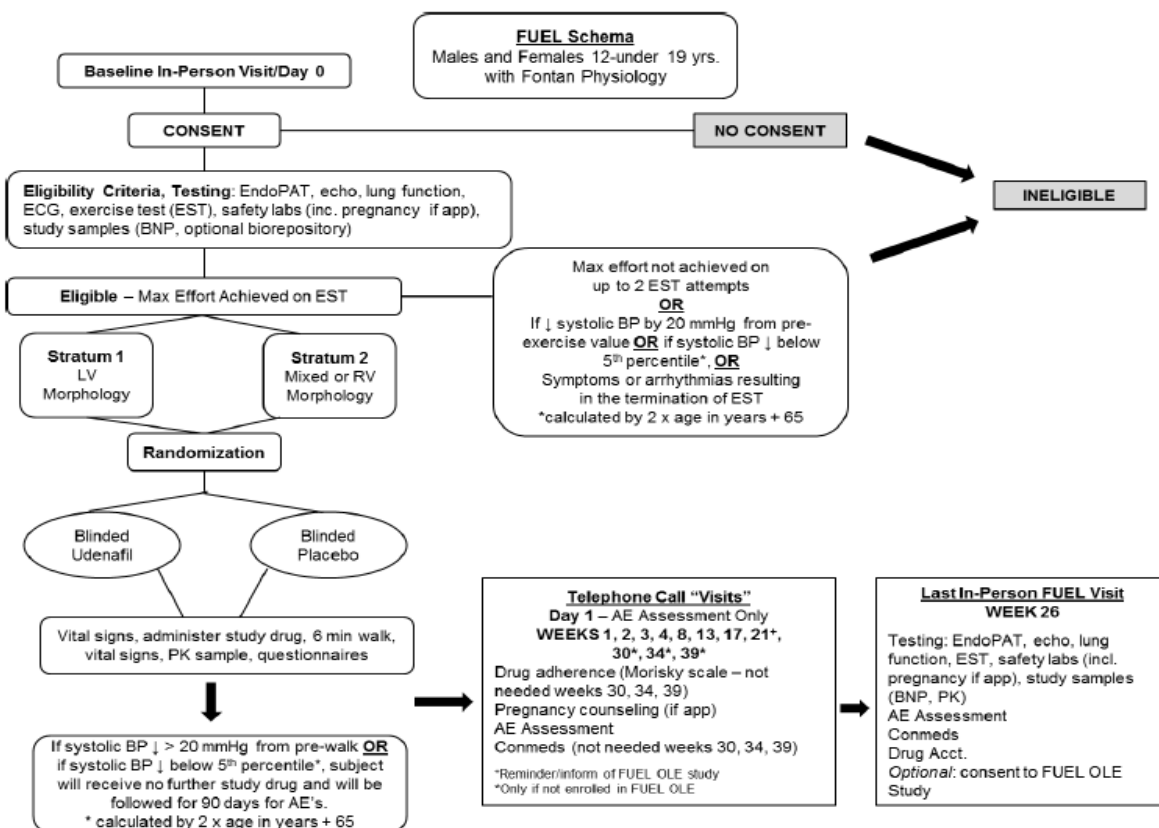 FUEL Schema
Males and Females 12-under 19 yrs.
with Fontan Physiology
Baseline In-Person Visit/Day 0
CONSENT
NO CONSENT
INELIGIBLE
Eligibility Criteria, Testing: EndoPAT, echo, lung function,
ECG, exercise test (EST), safety labs (inc. pregnancy if app),
study samples (BNP, optional biorepository)
Eligible – Max Effort Achieved on EST
Max effort not achieved on
up to 2 EST attempts
OR
If ↓ systolic BP by 20 mmHg from pre-
exercise value OR if systolic BP ↓ below
5th percentile*, OR
Symptoms or arrhythmias resulting
in the termination of EST
*calculated by 2 x age in years + 65
Stratum 1
LV
Morphology
Stratum 2
Mixed or RV
Morphology
Randomization
Blinded
Udenafil
Blinded
Placebo
Vital signs, administer study drug, 6 min walk,
vital signs, PK sample, questionnaires
If systolic BP ↓ > 20 mmHg from pre-walk OR
if systolic BP ↓ below 5th percentile*, subject
will receive no further study drug and will be
followed for 90 days for AE's.
* calculated by 2 x age in years + 65
Telephone Call “Visits”
Day 1 – AE Assessment Only
WEEKS 1, 2, 3, 4, 8, 13, 17, 21+,
30*, 34*, 39*
Drug adherence (Morisky scale – not
needed weeks 30, 34, 39)
Pregnancy counseling (if app)
AE Assessment
Conmeds (not needed weeks 30, 34, 39)
*Reminder/inform of FUEL OLE study
*Only if not enrolled in FUEL OLE
Last In-Person FUEL Visit
WEEK 26
Testing: EndoPAT, echo, lung
function, EST, safety labs (incl.
pregnancy if app), study samples
(BNP, PK)
AE Assessment
Conmeds
Drug Acct.
Optional: consent to FUEL OLE
Study